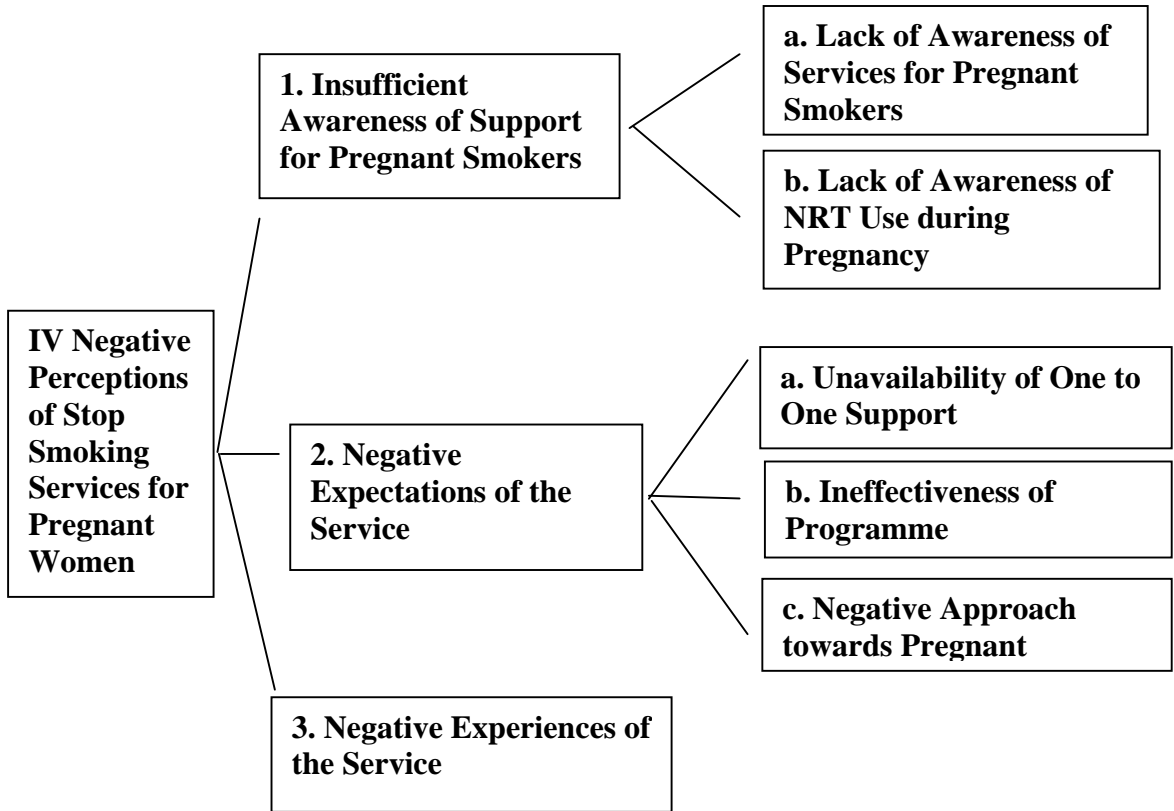 IV Negative
Perceptions
of Stop
Smoking
Services for
Pregnant
Women
1. Insufficient
Awareness of Support
for Pregnant Smokers
a. Lack of Awareness of
Services for Pregnant
Smokers
b. Lack of Awareness of
NRT Use during
Pregnancy
2. Negative
Expectations of the
Service
a. Unavailability of One to
One Support
b. Ineffectiveness of
Programme
c. Negative Approach
towards Pregnant
3. Negative Experiences of
the Service